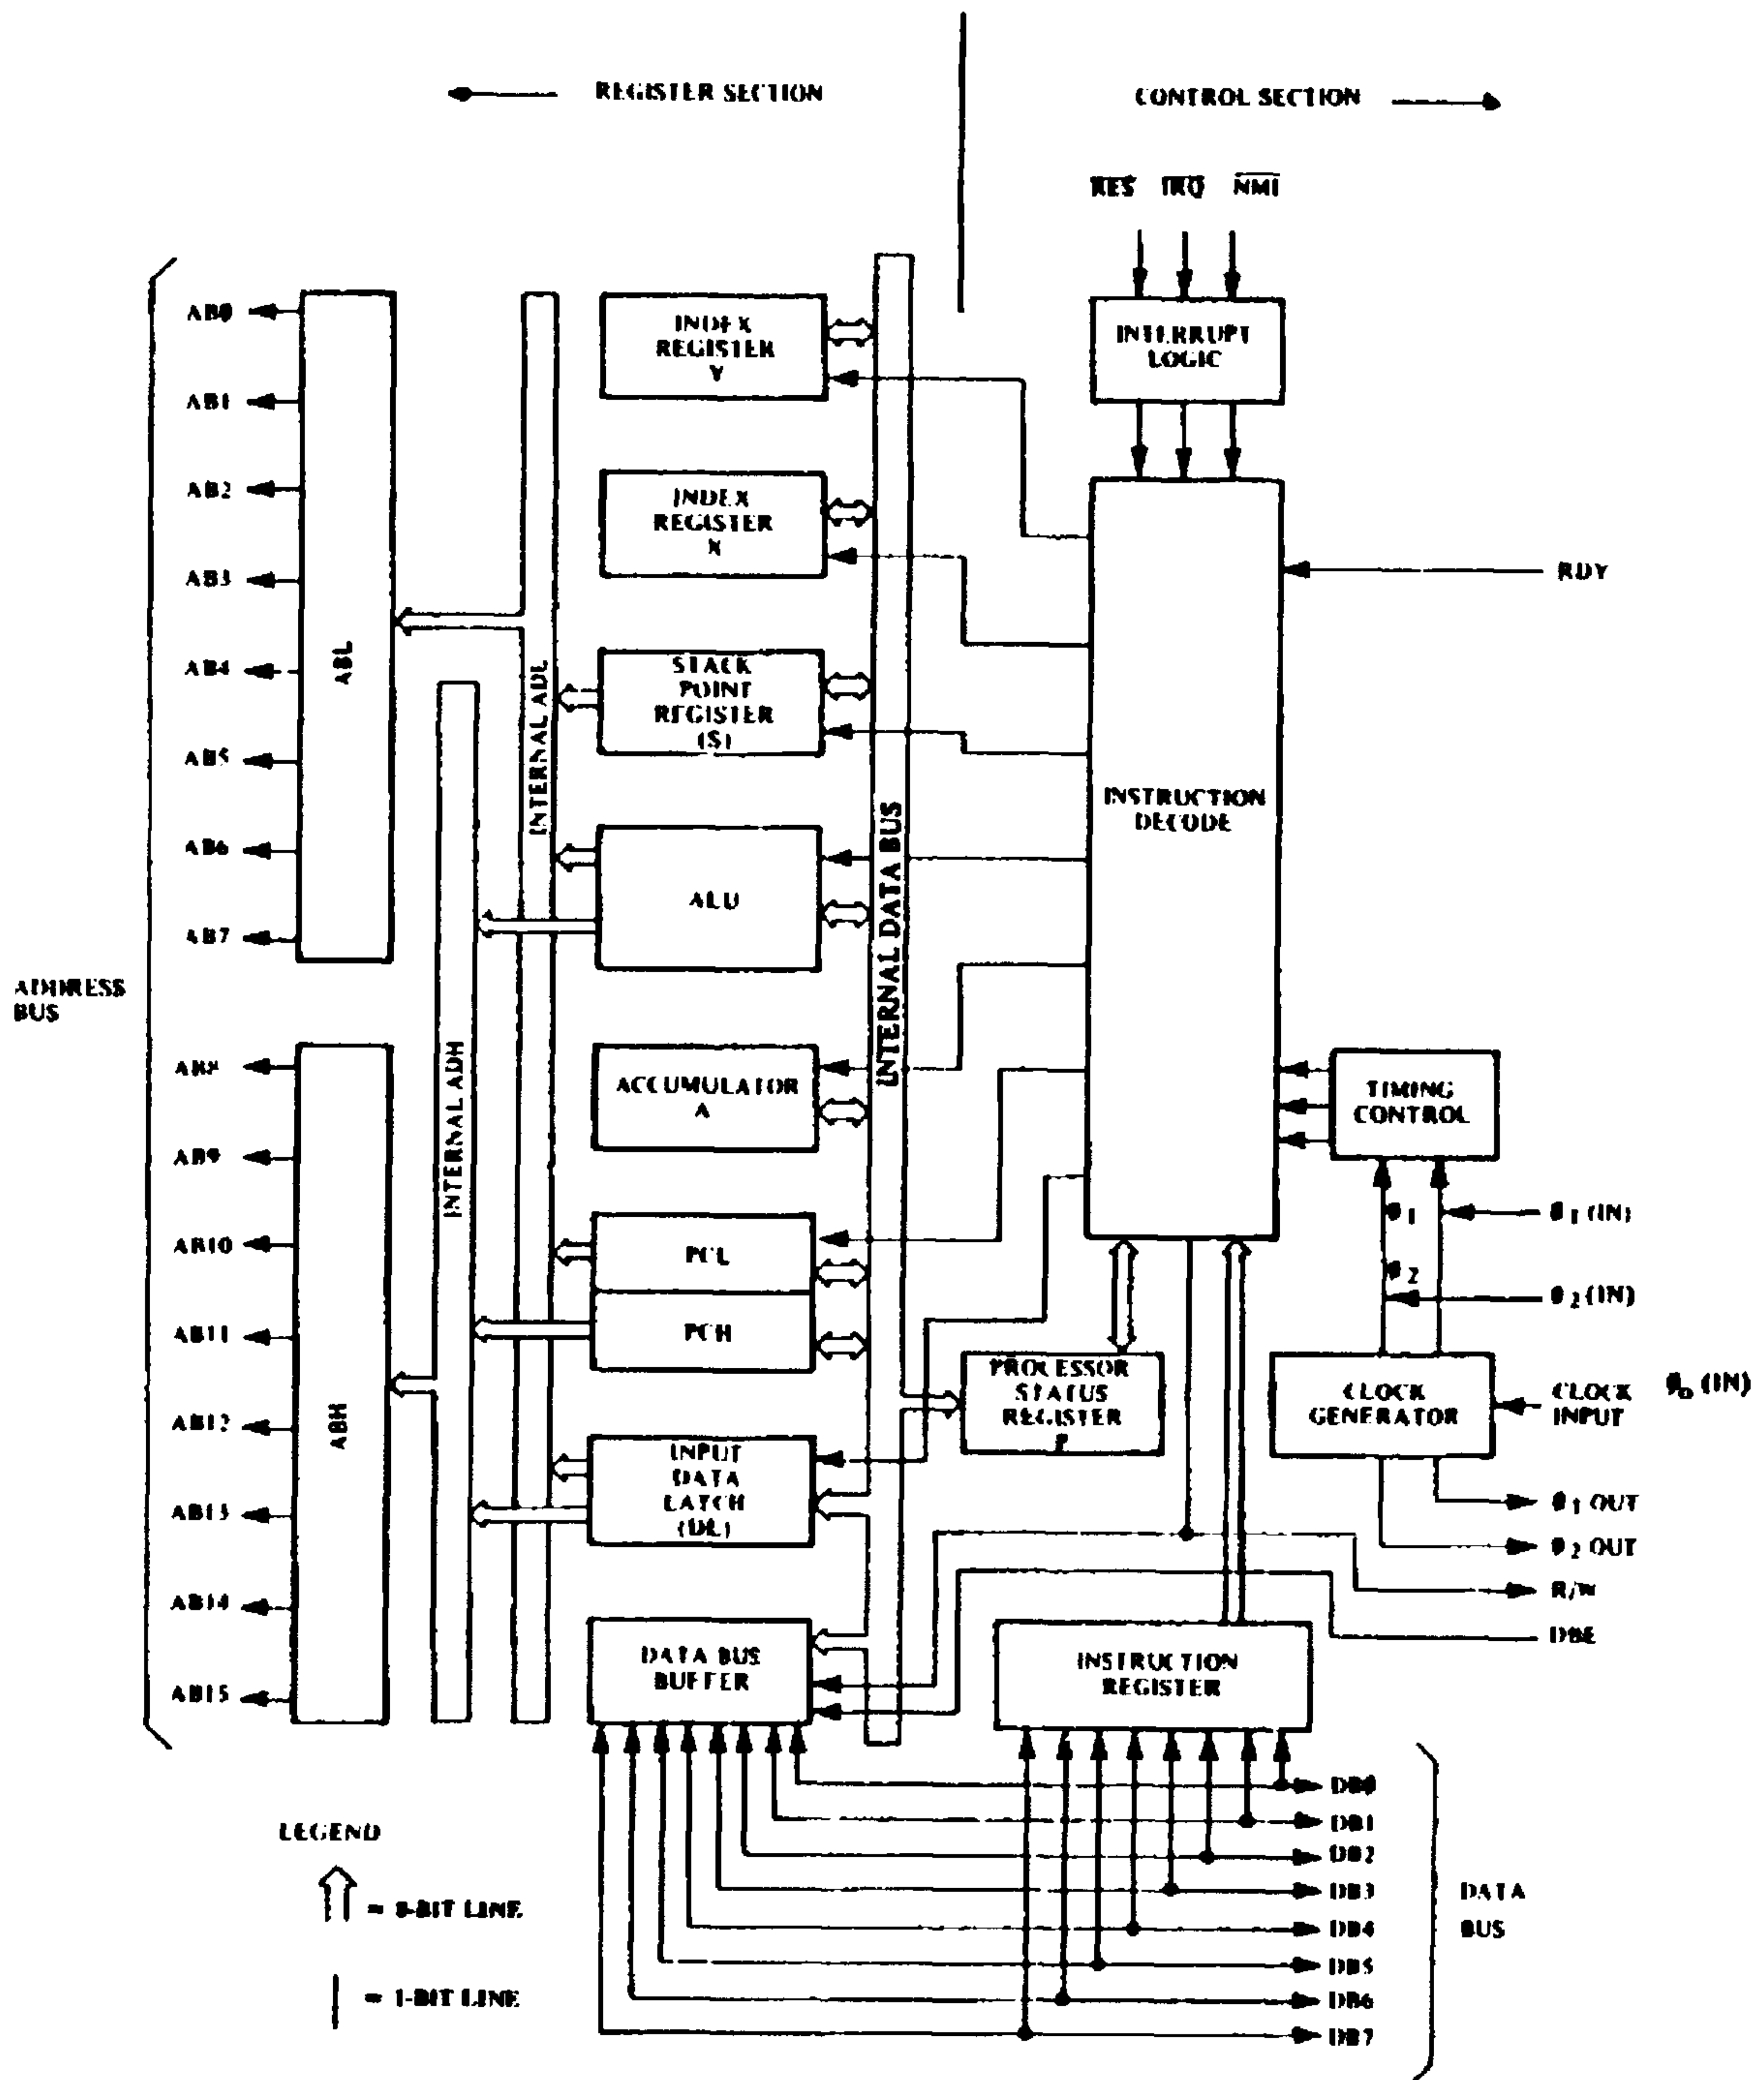 REGISTER SECTION
CONTROL SECTION
RES IRQ NMI
AB0
AB1
AB2
AB3
AB4
AB5
AB6
AB7
ADDRESS
BUS
AB8
AB9
AB10
AB11
AB12
AB13
AB14
AB15
ABL
ABH
INTERNAL ADL
INTERNAL ADH
INDEX
REGISTER
Y
INDEX
REGISTER
X
STACK
POINT
REGISTER
(S)
ALU
ACCUMULATOR
A
PCL
PCH
INPUT
DATA
LATCH
(DL)
DATA BUS
BUFFER
INTERNAL DATA BUS
INTERRUPT
LOGIC
INSTRUCTION
DECODE
RDY
TIMING
CONTROL
Ø1
Ø1 (IN)
Ø2
Ø2 (IN)
PROCESSOR
STATUS
REGISTER
P
CLOCK
GENERATOR
CLOCK
INPUT
Ø0 (IN)
Ø1 OUT
Ø2 OUT
R/W
DBE
INSTRUCTION
REGISTER
DB0
DB1
DB2
DB3
DB4
DB5
DB6
DB7
DATA
BUS
LEGEND
= 8-BIT LINE
= 1-BIT LINE